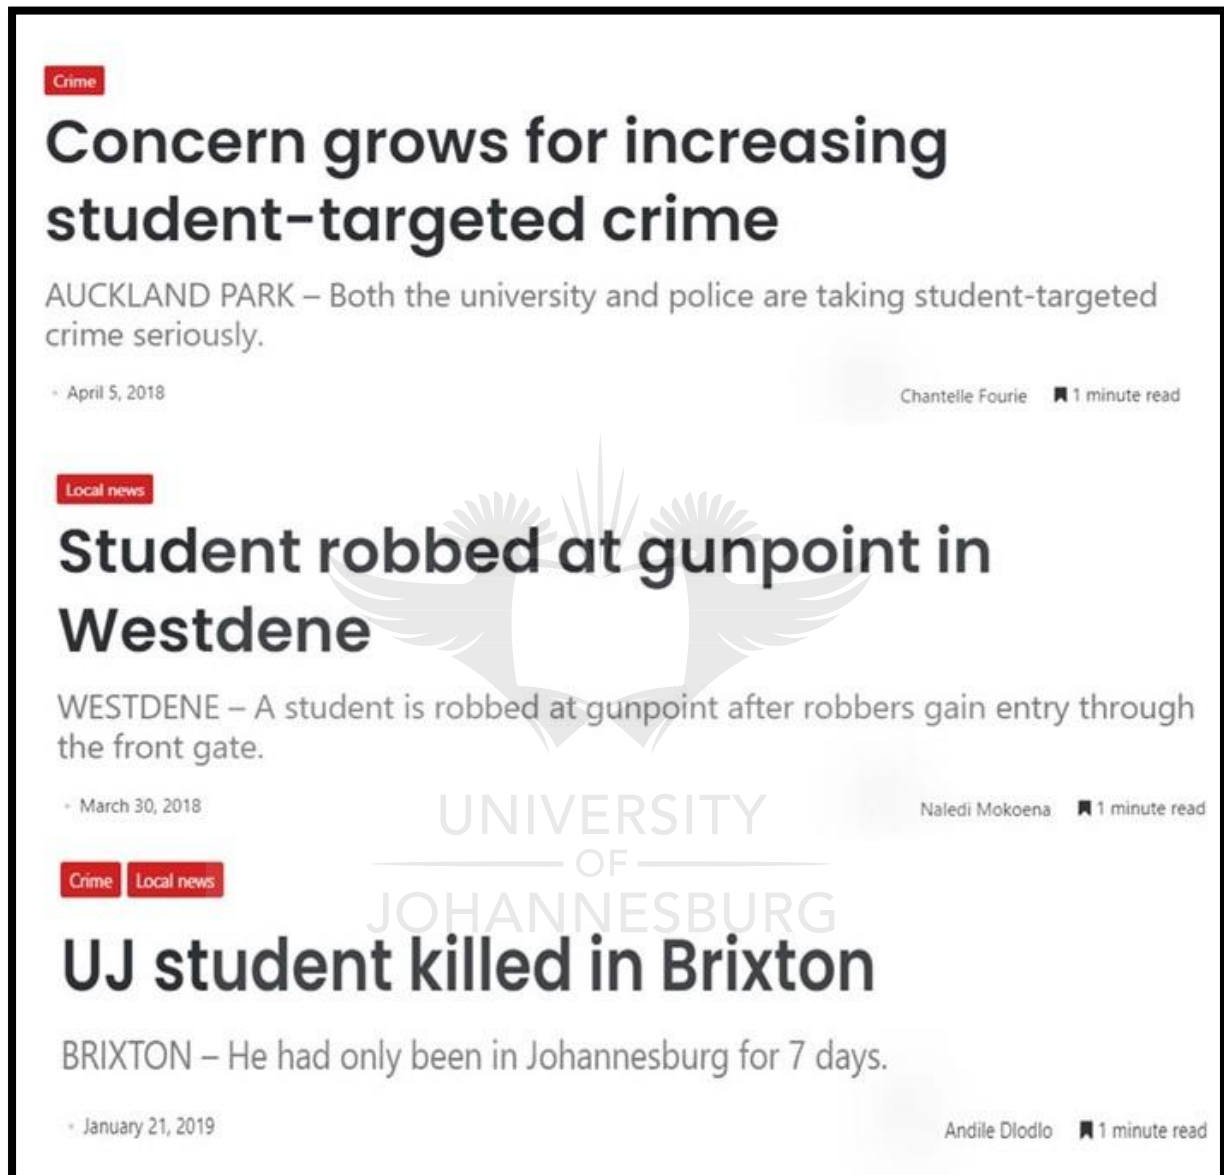 Crime
Concern grows for increasing
student-targeted crime
AUCKLAND PARK – Both the university and police are taking student-targeted
crime seriously.
April 5, 2018 Chantelle Fourie 1 minute read
Local news
Student robbed at gunpoint in
Westdene
WESTDENE – A student is robbed at gunpoint after robbers gain entry through
the front gate.
March 30, 2018 Naledi Mokoena 1 minute read
UNIVERSITY
OF
JOHANNESBURG
Crime Local news
UJ student killed in Brixton
BRIXTON – He had only been in Johannesburg for 7 days.
January 21, 2019 Andile Dlodlo 1 minute read